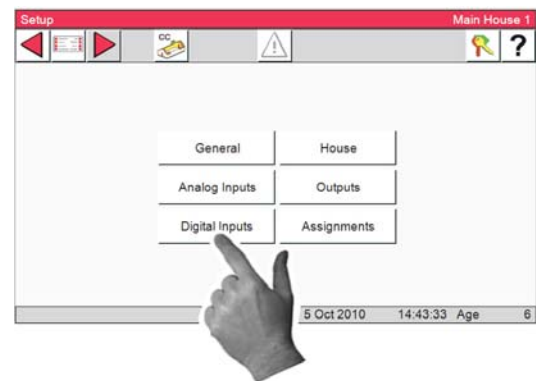 Setup Main House 1
CC ?
General House
Analog Inputs Outputs
Digital Inputs Assignments
5 Oct 2010 14:43:33 Age 6